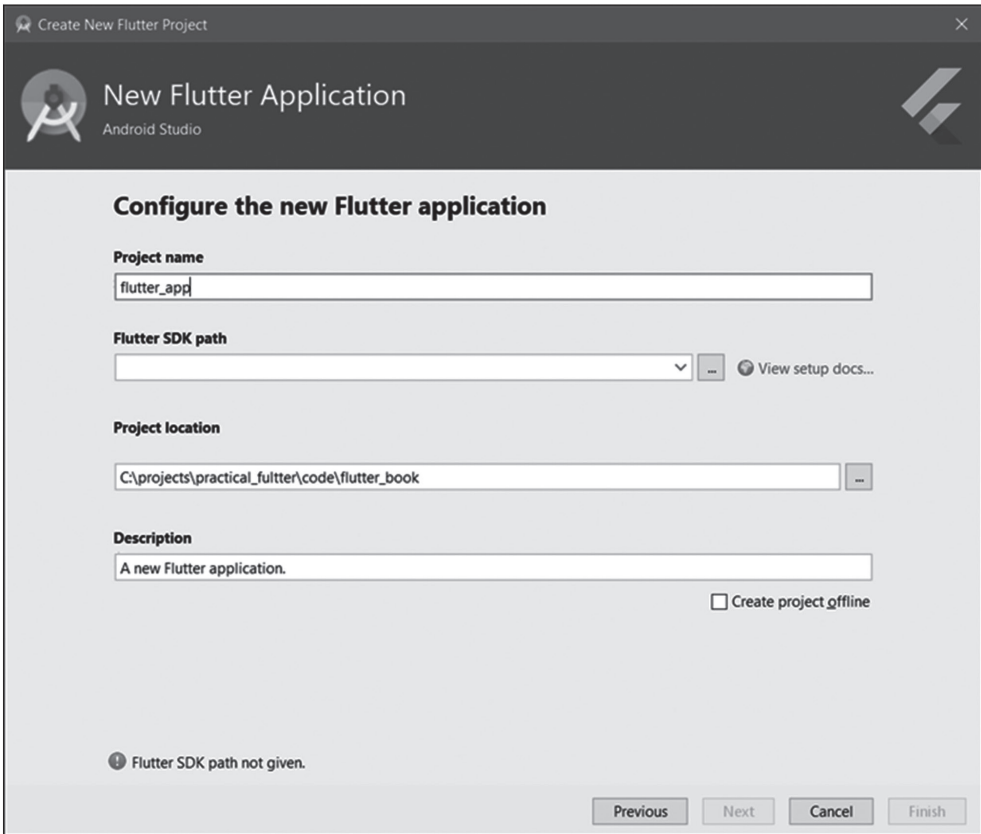 Create New Flutter Project
New Flutter Application
Android Studio
Configure the new Flutter application
Project name
flutter_app
Flutter SDK path
... View setup docs...
Project location
C:\projects\practical_fultter\code\flutter_book
...
Description
A new Flutter application.
Create project offline
Flutter SDK path not given.
Previous Next Cancel Finish